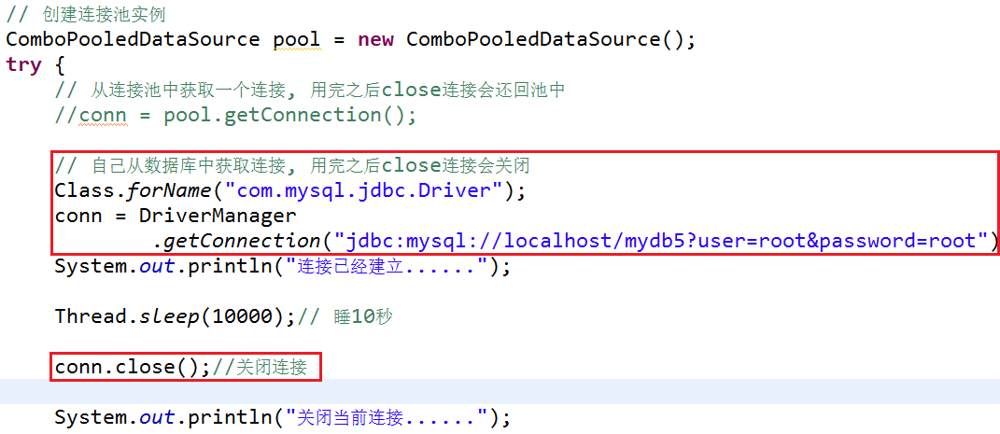 // 创建连接池实例
ComboPooledDataSource pool = new ComboPooledDataSource();
try {
// 从连接池中获取一个连接, 用完之后close连接会还回池中
//conn = pool.getConnection();
// 自己从数据库中获取连接, 用完之后close连接会关闭
Class.forName("com.mysql.jdbc.Driver");
conn = DriverManager
.getConnection("jdbc:mysql://localhost/mydb5?user=root&password=root")
System.out.println("连接已经建立......");
Thread.sleep(10000);// 睡10秒
conn.close();//关闭连接
System.out.println("关闭当前连接......");